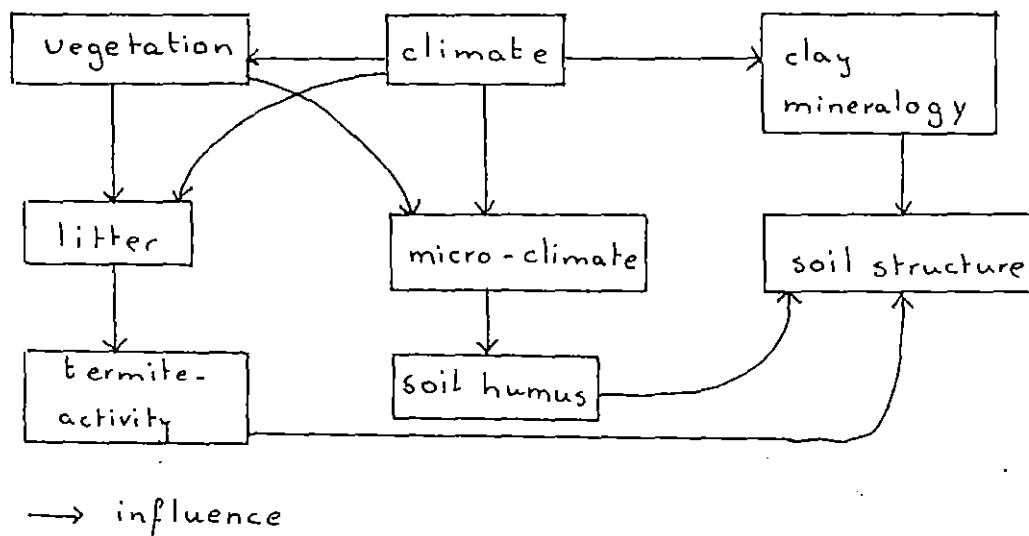 vegetation
climate
clay
mineralogy
litter
micro-climate
soil structure
termite-
activity
soil humus
→ influence